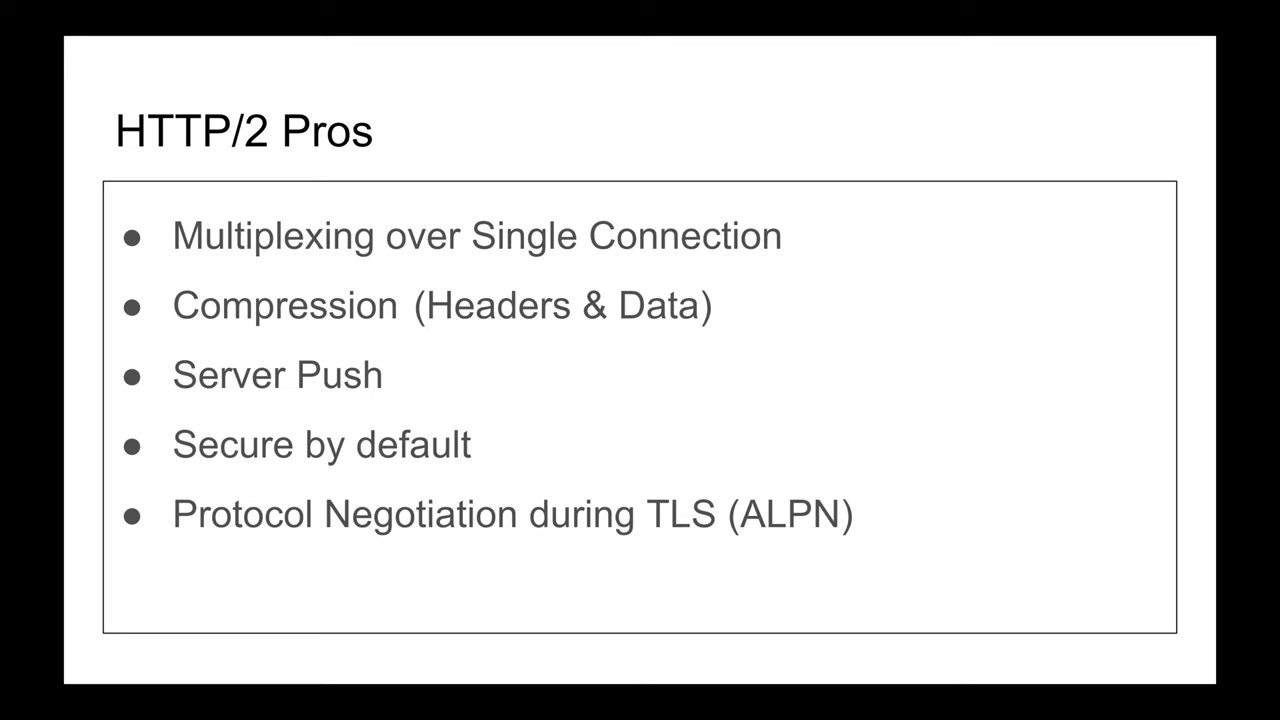 HTTP/2 Pros
● Multiplexing over Single Connection
● Compression (Headers & Data)
● Server Push
● Secure by default
● Protocol Negotiation during TLS (ALPN)